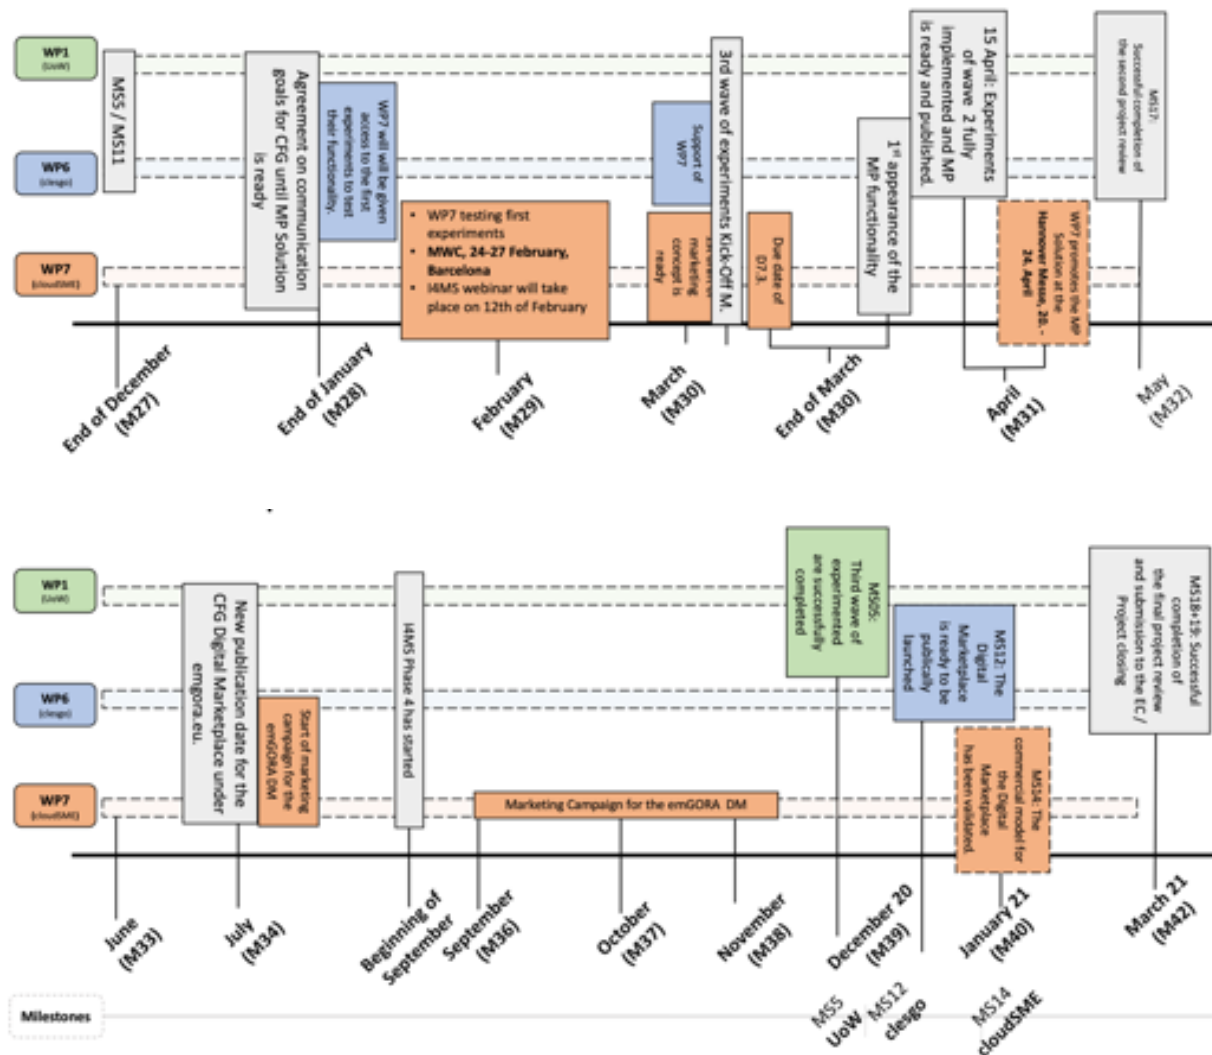 WP1
(UoW)
WP6
(clesgo)
WP7
(cloudSME)
MS5 / MS11
Agreement on communication
goals for CFG until MP Solution
is ready
WP7 will will be given
access to the first
experiments to test
their functionality.
• WP7 testing first
experiments
• MWC, 24-27 February,
Barcelona
• I4MS webinar will take
place on 12th of February
Support of
WP7
marketing
concept is
ready
3rd wave of experiments Kick-Off M.
Due date of
D7.3.
1st appearance of the
MP functionality
15 April: Experiments
of wave 2 fully
implemented and MP
is ready and published.
WP7 promotes the MP
Solution at the
Hannover Messe, 20. -
24. April
MS17:
Successful completion of
the second project review
End of December
(M27)
End of January
(M28)
February
(M29)
March
(M30)
End of March
(M30)
April
(M31)
May
(M32)
WP1
(UoW)
WP6
(clesgo)
WP7
(cloudSME)
New publication date for the
CFG Digital Marketplace under
emgora.eu.
Start of marketing
campaign for the
emGORA DM
I4MS Phase 4 has started
Marketing Campaign for the emGORA DM
MS05:
Third wave of
experimented
are successfully
completed
MS12: The
Digital
Marketplace
is ready to be
publically
launched
MS14: The
commercial model for
the Digital
Marketplace
has been validated.
MS18+19: Successful
completion of
the final project review
and submission to the EC /
Project closing
June
(M33)
July
(M34)
Beginning of
September
September
(M36)
October
(M37)
November
(M38)
December 20
(M39)
January 21
(M40)
March 21
(M42)
Milestones
MS5
UoW
MS12
clesgo
MS14
cloudSME